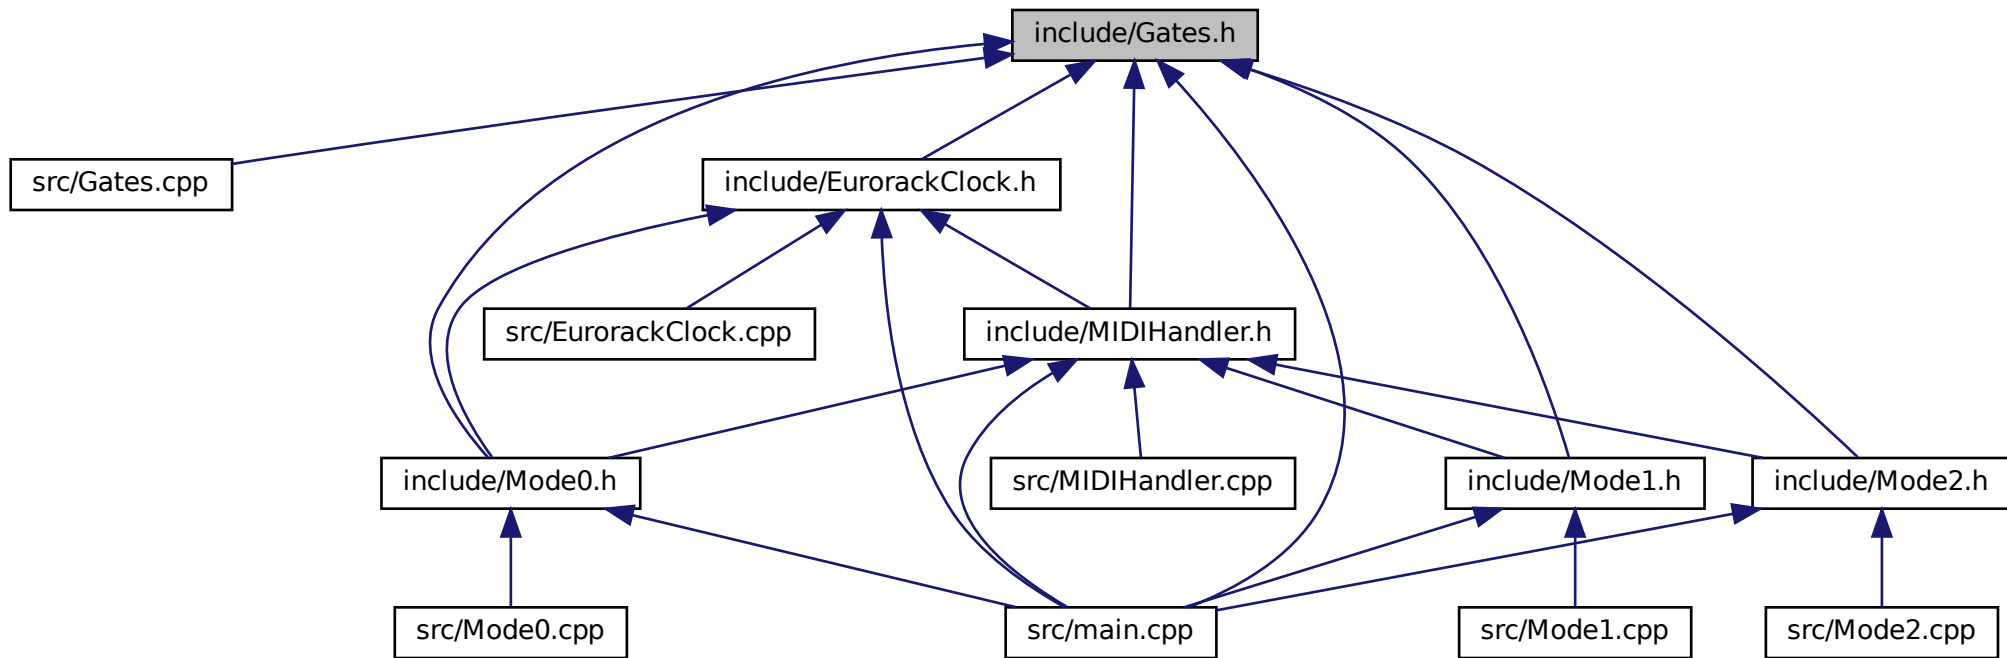 include/Gates.h
src/Gates.cpp
include/EurorackClock.h
src/EurorackClock.cpp
include/MIDIHandler.h
include/Mode0.h
src/MIDIHandler.cpp
include/Mode1.h
include/Mode2.h
src/Mode0.cpp
src/main.cpp
src/Mode1.cpp
src/Mode2.cpp